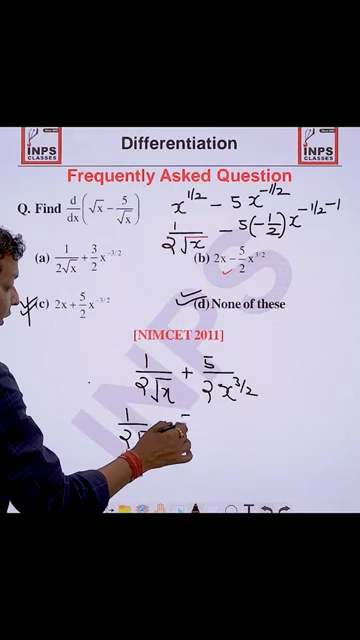 INPS
CLASSES
INPS
CLASSES
Differentiation
Frequently Asked Question
Q. Find d/dx (√x − 5/√x)
x^1/2 − 5x^−1/2
1/2√x − 5(−1/2)x^−1/2−1
(a) 1/2√x + 3/2 x^−3/2
(b) 2x − 5/2 x^3/2
(c) 2x + 5/2 x^−3/2
(d) None of these
[NIMCET 2011]
1/2√x + 5/2x^3/2